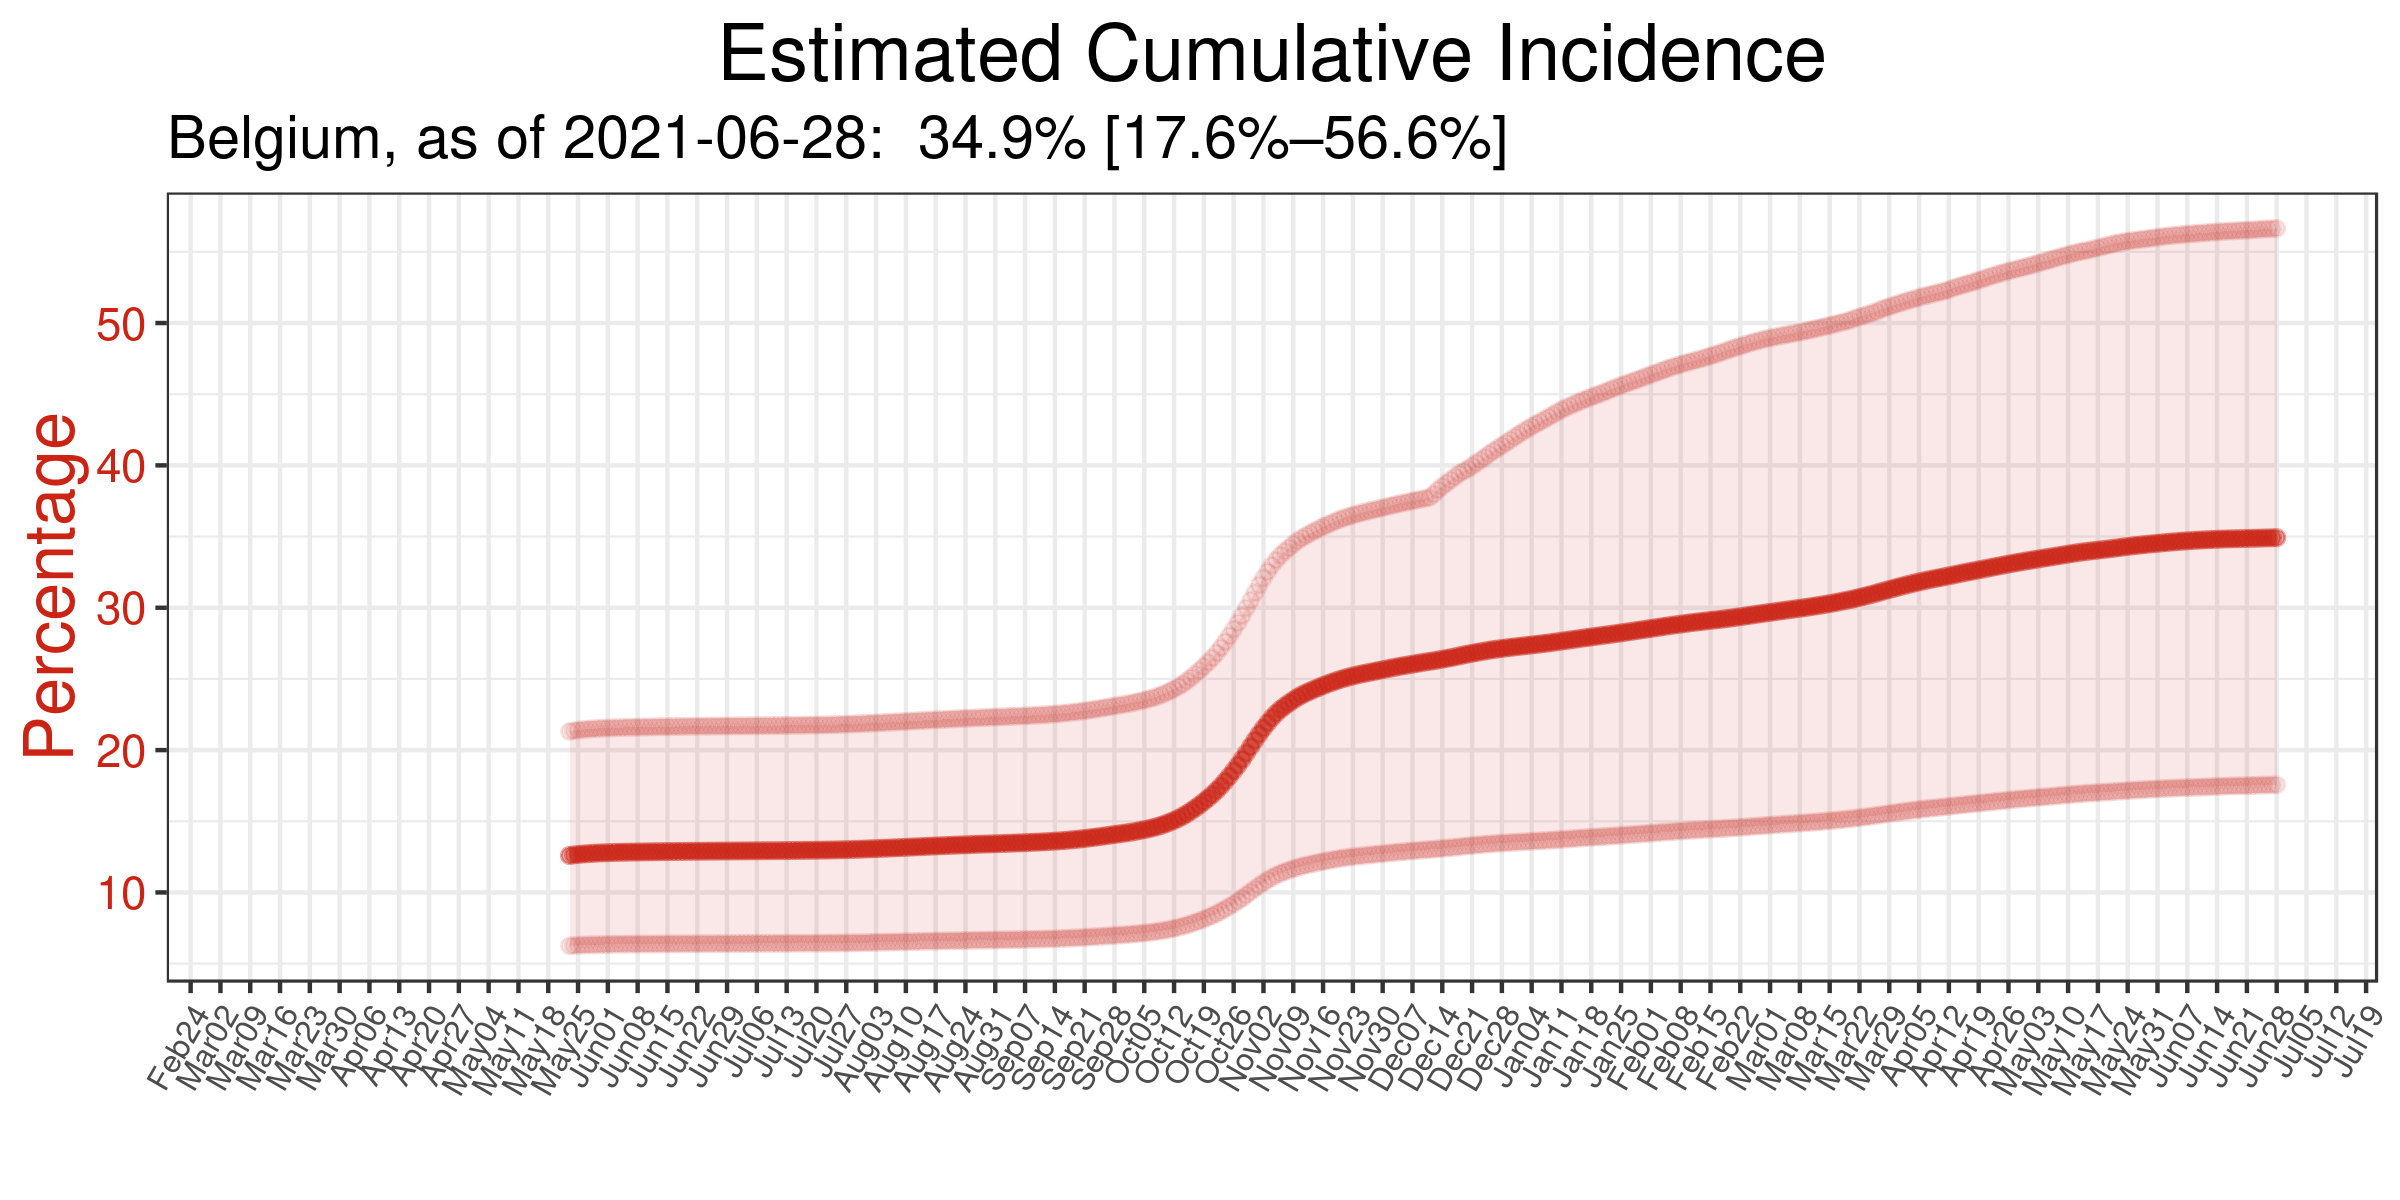 Estimated Cumulative Incidence
Belgium, as of 2021-06-28:  34.9% [17.6%–56.6%]
Percentage
50
40
30
20
10
Feb24
Mar02
Mar09
Mar16
Mar23
Mar30
Apr06
Apr13
Apr20
Apr27
May04
May11
May18
May25
Jun01
Jun08
Jun15
Jun22
Jun29
Jul06
Jul13
Jul20
Jul27
Aug03
Aug10
Aug17
Aug24
Aug31
Sep07
Sep14
Sep21
Sep28
Oct05
Oct12
Oct19
Oct26
Nov02
Nov09
Nov16
Nov23
Nov30
Dec07
Dec14
Dec21
Dec28
Jan04
Jan11
Jan18
Jan25
Feb01
Feb08
Feb15
Feb22
Mar01
Mar08
Mar15
Mar22
Mar29
Apr05
Apr12
Apr19
Apr26
May03
May10
May17
May24
May31
Jun07
Jun14
Jun21
Jun28
Jul05
Jul12
Jul19